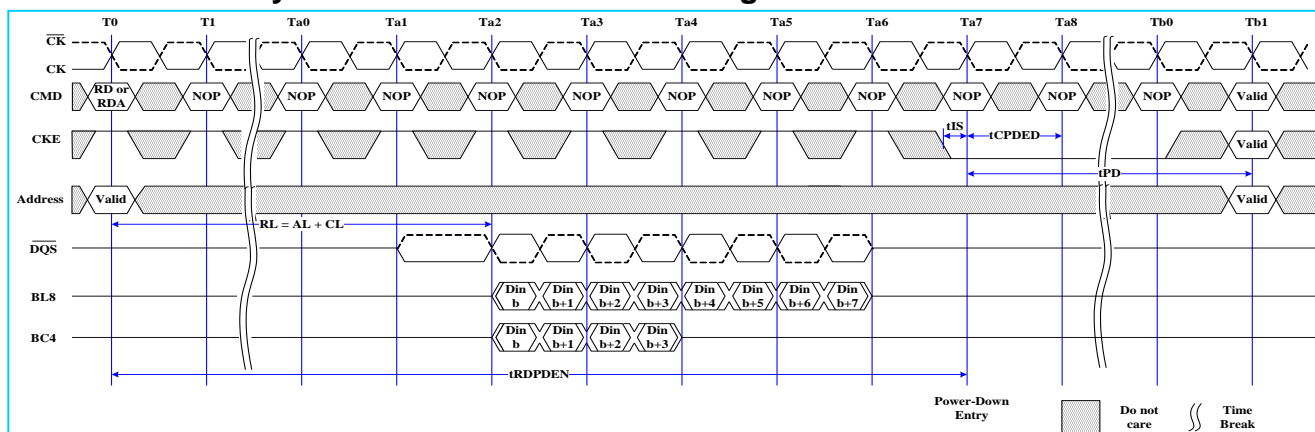 T0 T1 Ta0 Ta1 Ta2 Ta3 Ta4 Ta5 Ta6 Ta7 Ta8 Tb0 Tb1
CK
CK
CMD RD or RDA NOP NOP NOP NOP NOP NOP NOP NOP NOP NOP NOP Valid
CKE tIS tCPDED Valid
tPD
Address Valid Valid
RL = AL + CL
DQS
BL8 Din b Din b+1 Din b+2 Din b+3 Din b+4 Din b+5 Din b+6 Din b+7
BC4 Din b Din b+1 Din b+2 Din b+3
tRDPDEN
Power-Down
Entry
Do not
care
Time
Break